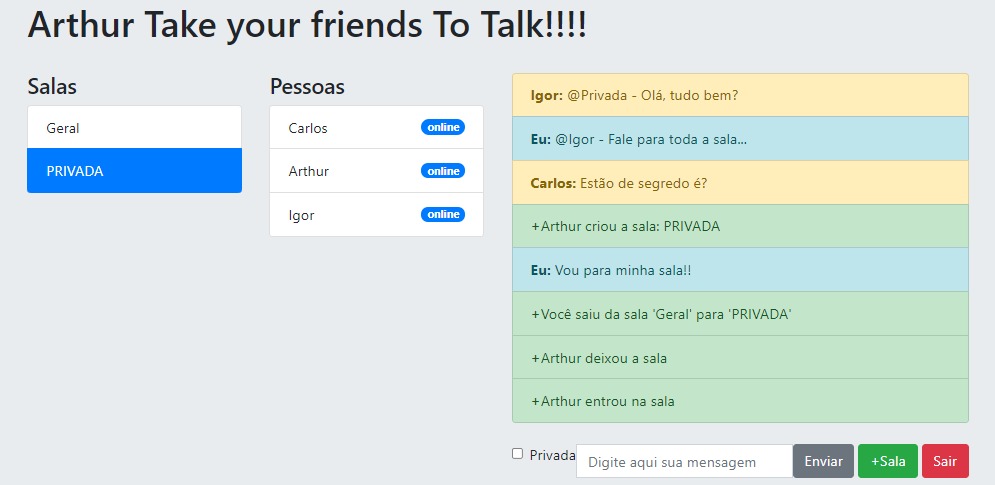 Arthur Take your friends To Talk!!!!
Salas
Geral
PRIVADA
Pessoas
Carlos online
Arthur online
Igor online
Igor: @Privada - Olá, tudo bem?
Eu: @Igor - Fale para toda a sala...
Carlos: Estão de segredo é?
+Arthur criou a sala: PRIVADA
Eu: Vou para minha sala!!
+Você saiu da sala 'Geral' para 'PRIVADA'
+Arthur deixou a sala
+Arthur entrou na sala
Privada Digite aqui sua mensagem Enviar +Sala Sair